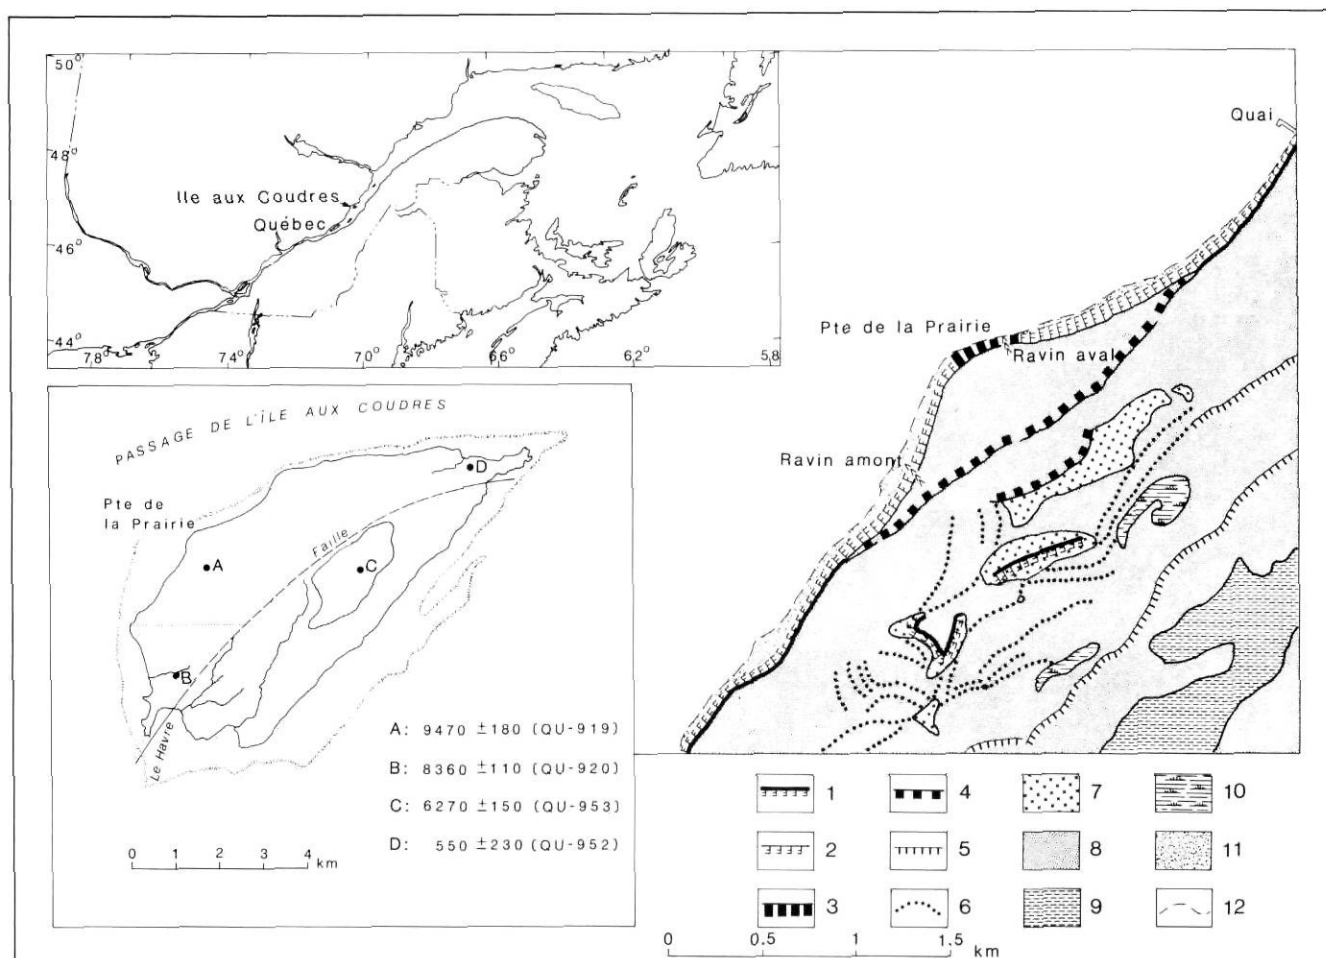 50°
48°
46°
44°
78°
74°
70°
66°
62°
58
Ile aux Coudres
Québec
PASSAGE DE L'ÎLE AUX COUDRES
Pte de
la Prairie
A
B
C
D
Faille
Le Havre
A: 9470 ±180 (QU-919)
B: 8360 ±110 (QU-920)
C: 6270 ±150 (QU-953)
D: 550 ±230 (QU-952)
0 1 2 3 4
km
Quai
Pte de la Prairie
Ravin aval
Ravin amont
1 4 7 10
2 5 8 11
3 6 9 12
0 0.5 1 1.5
km